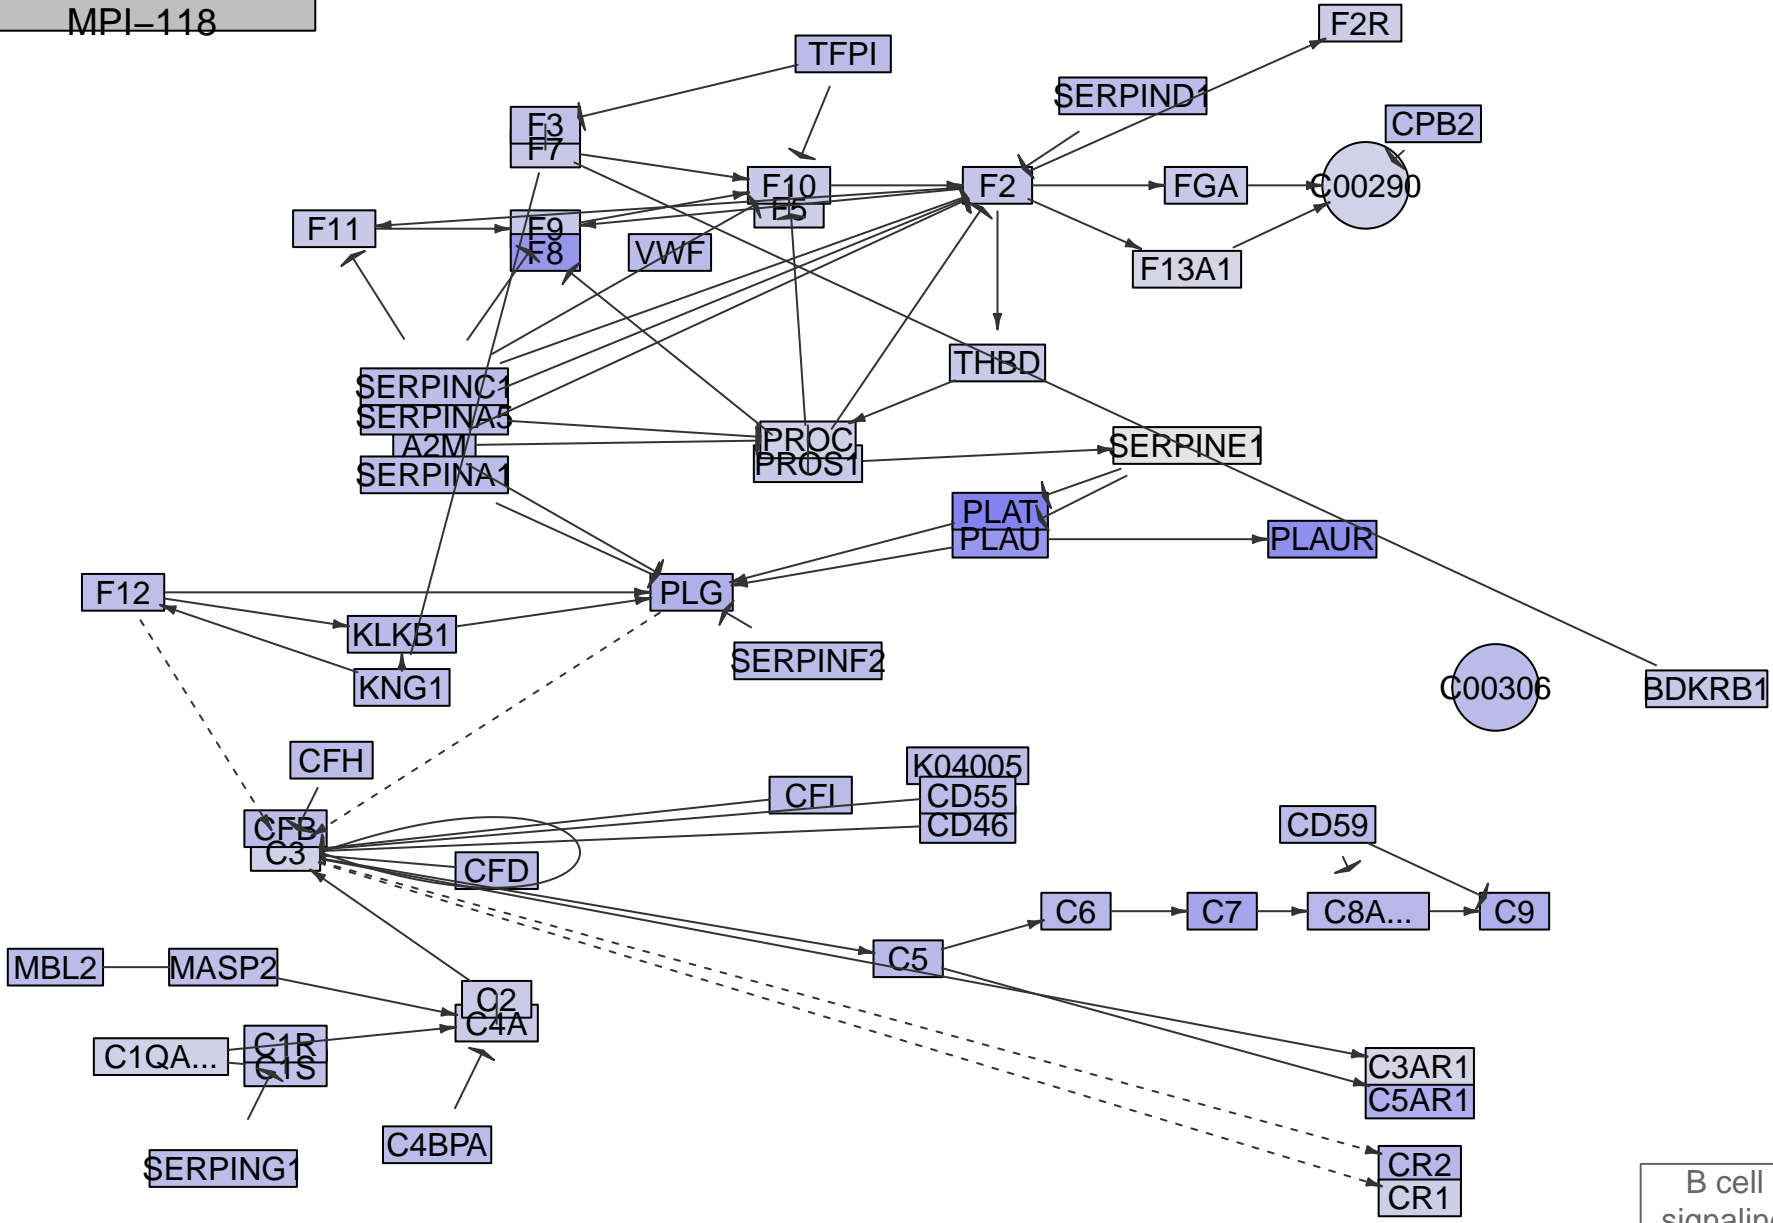 MPI–118
F2R
TFPI
SERPIND1
CPB2
F3
F7
F10
F5
F2
FGA
C00290
F11
F9
F8
VWF
F13A1
THBD
SERPINC1
SERPINA5
A2M
SERPINA1
PROC
PROS1
SERPINE1
PLAT
PLAU
PLAUR
F12
PLG
KLKB1
SERPINF2
KNG1
C00306
BDKRB1
CFH
K04005
CFI
CD55
CD46
CFB
C3
CD59
CFD
C6
C7
C8A...
C9
C5
MBL2
MASP2
C2
C4A
C1QA...
C1R
C1S
C3AR1
C5AR1
C4BPA
SERPING1
CR2
CR1
B cell
signaling